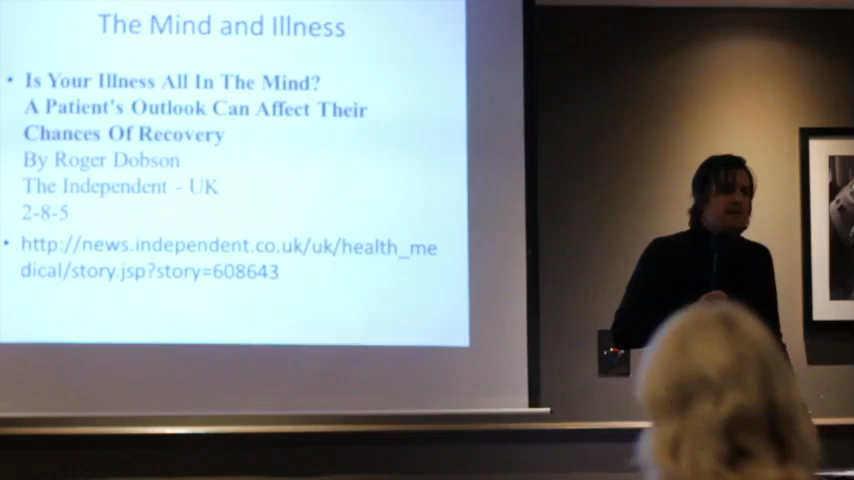 The Mind and Illness
• Is Your Illness All In The Mind?
A Patient's Outlook Can Affect Their
Chances Of Recovery
By Roger Dobson
The Independent - UK
2-8-5
• http://news.independent.co.uk/uk/health_me
dical/story.jsp?story=608643